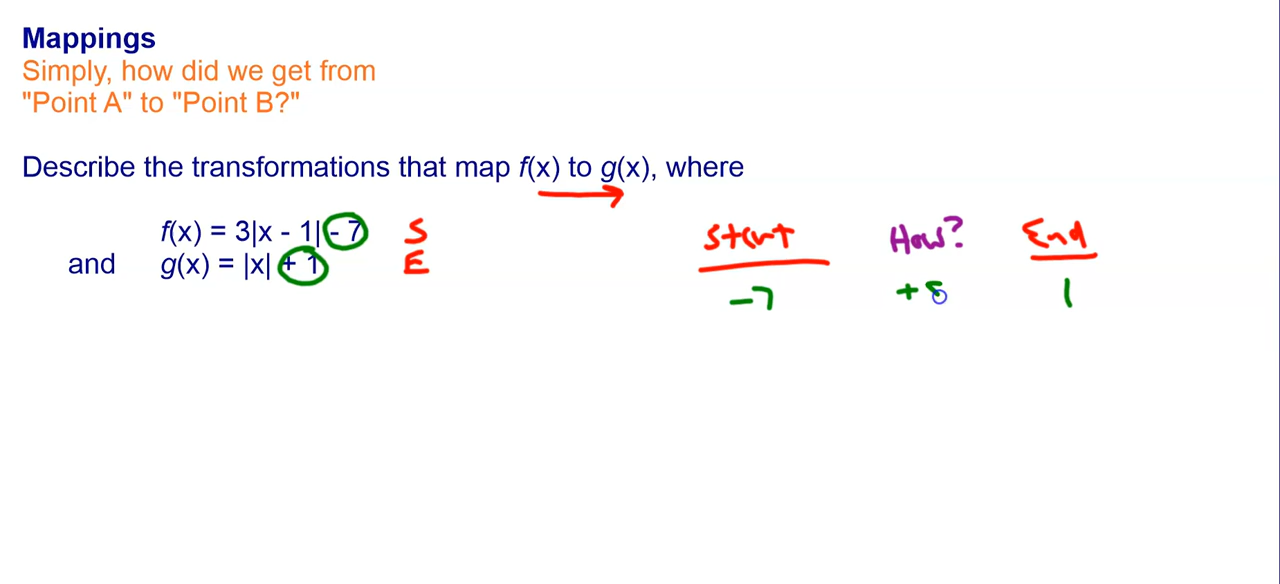 Mappings
Simply, how did we get from
"Point A" to "Point B?"
Describe the transformations that map f(x) to g(x), where
f(x) = 3|x - 1| - 7 S
and g(x) = |x| + 1 E
Start How? End
-7 +8 1